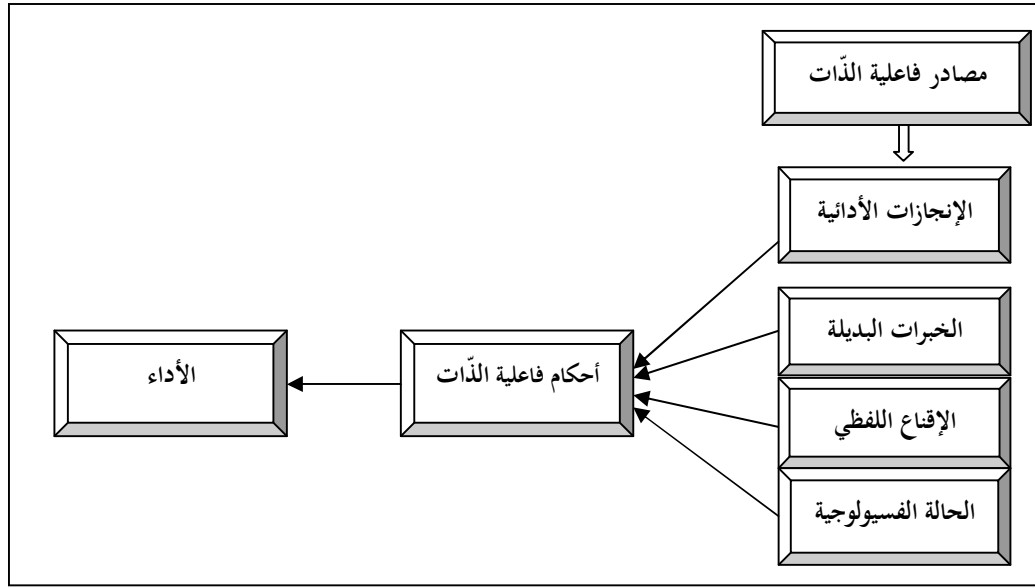 مصادر فاعلية الذّات
الإنجازات الأدائية
الخبرات البديلة
أحكام فاعلية الذّات
الأداء
الإقناع اللفظي
الحالة الفسيولوجية